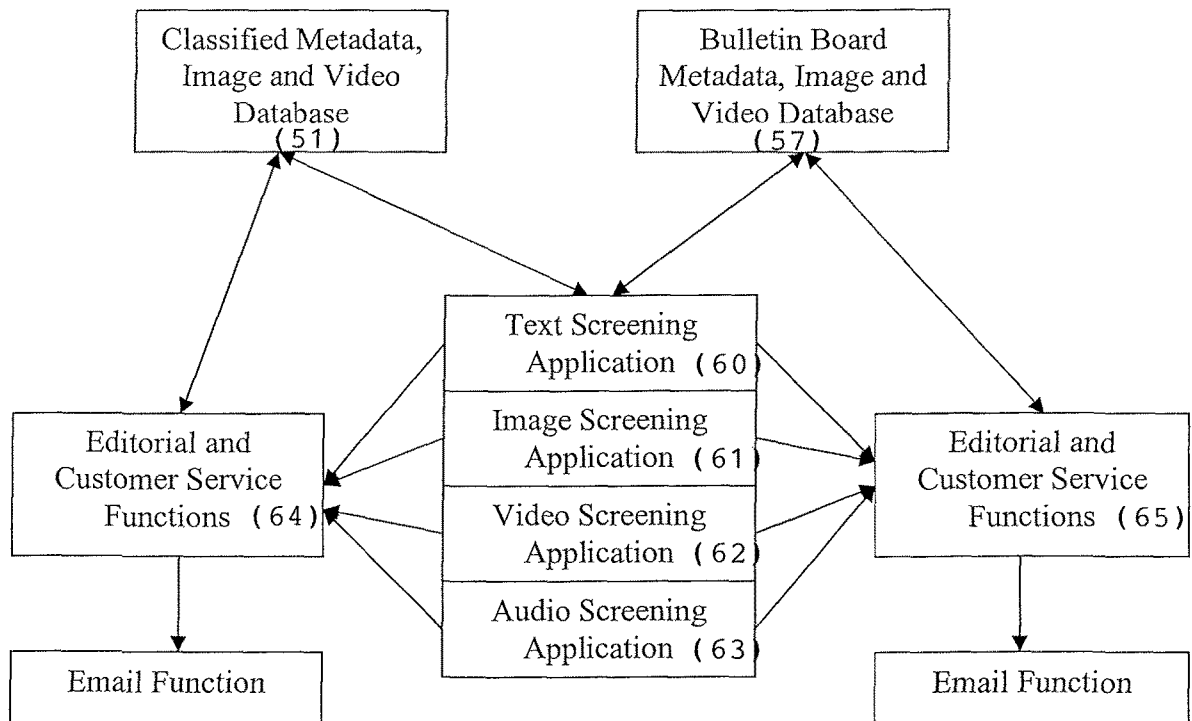 Classified Metadata,
Image and Video
Database
(51)
Bulletin Board
Metadata, Image and
Video Database
(57)
Text Screening
Application (60)
Image Screening
Application (61)
Video Screening
Application (62)
Audio Screening
Application (63)
Editorial and
Customer Service
Functions (64)
Editorial and
Customer Service
Functions (65)
Email Function
Email Function